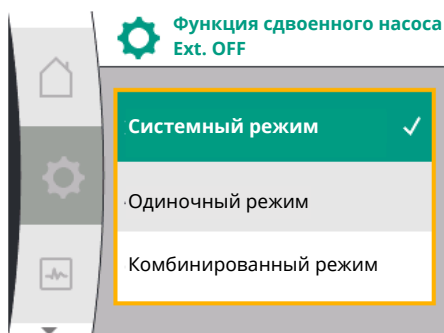 Функция сдвоенного насоса
Ext. OFF
Системный режим
Одиночный режим
Комбинированный режим